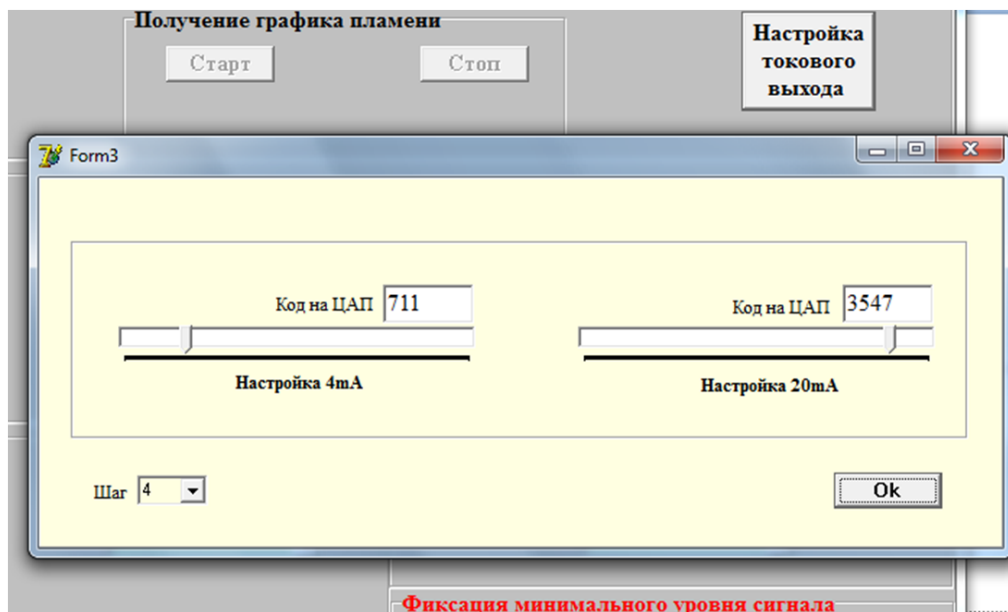 Получение графика пламени
Старт
Стоп
Настройка
токового
выхода
Form3
Код на ЦАП 711
Код на ЦАП 3547
Настройка 4mA
Настройка 20mA
Шаг 4
Ok
Фиксация минимального уровня сигнала